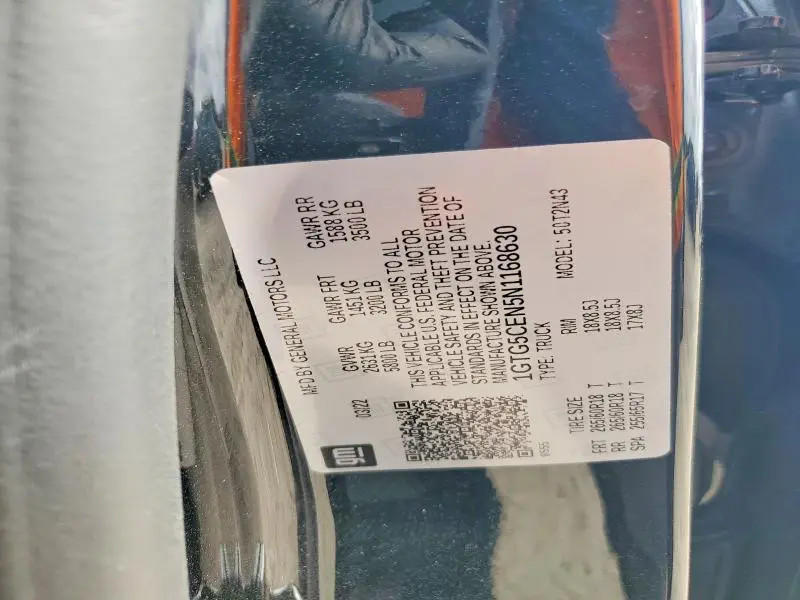 gm
MFD BY GENERAL MOTORS LLC
03/22 GVWR GAWR FRT GAWR RR
2631 KG 1451 KG 1588 KG
5800 LB 3200 LB 3500 LB
THIS VEHICLE CONFORMS TO ALL
APPLICABLE U.S. FEDERAL MOTOR
VEHICLE SAFETY AND THEFT PREVENTION
STANDARDS IN EFFECT ON THE DATE OF
MANUFACTURE SHOWN ABOVE.
1GTG5CEN5N1168630
TYPE: TRUCK MODEL: 50T2N43
TIRE SIZE RIM
FRT 265/60R18 T 18X8.5J
RR 265/60R18 T 18X8.5J
SPA 255/65R17 T 17X8J